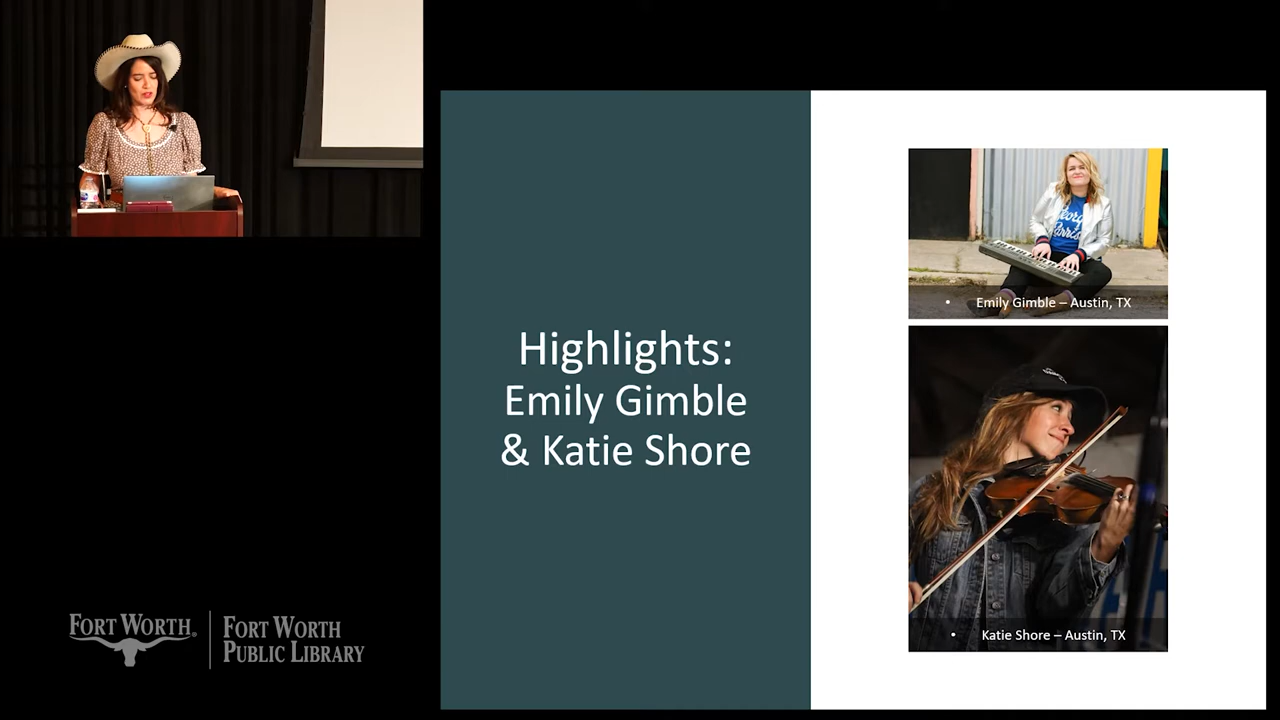 Highlights:
Emily Gimble
& Katie Shore
• Emily Gimble – Austin, TX
• Katie Shore – Austin, TX
FORT WORTH®
FORT WORTH
PUBLIC LIBRARY